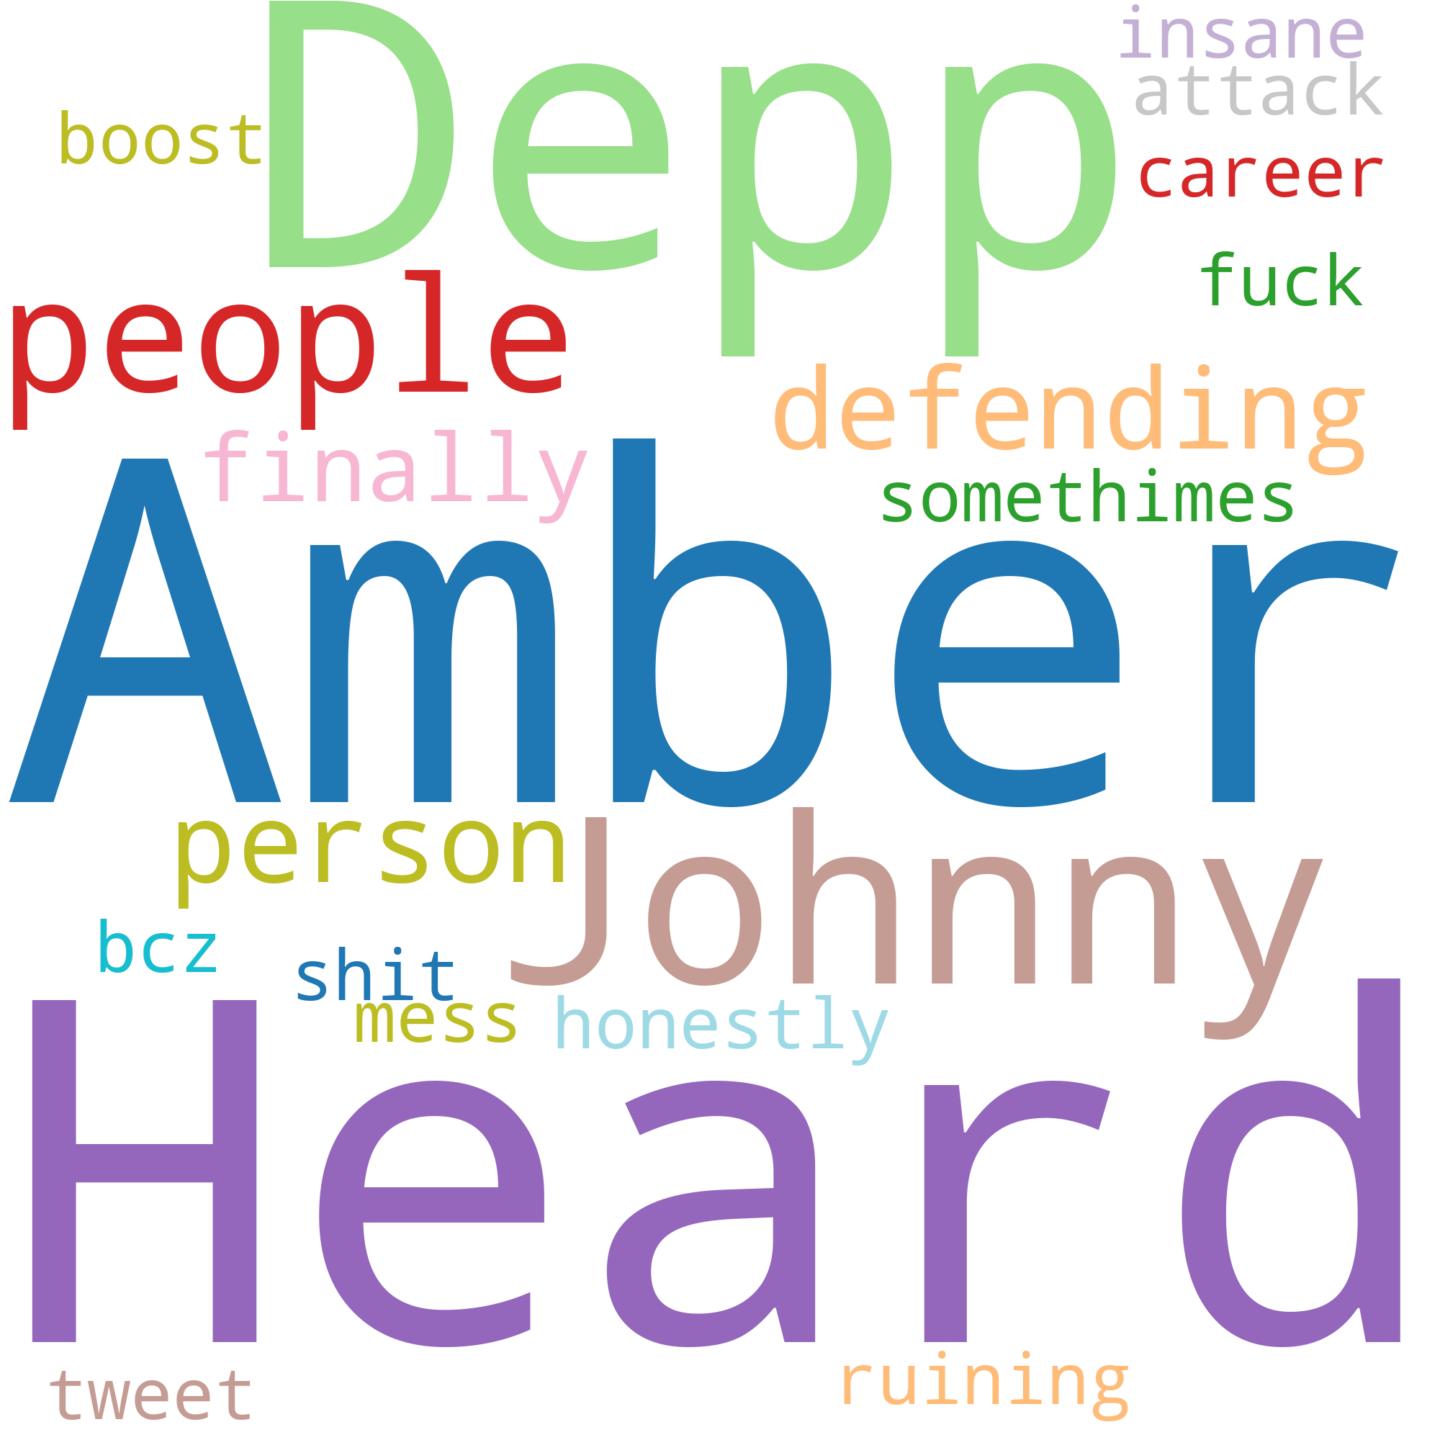 insane
Depp
attack
boost
career
fuck
people
defending
finally
somethimes
Amber
person
Johnny
bcz
shit
mess
honestly
Heard
tweet
ruining